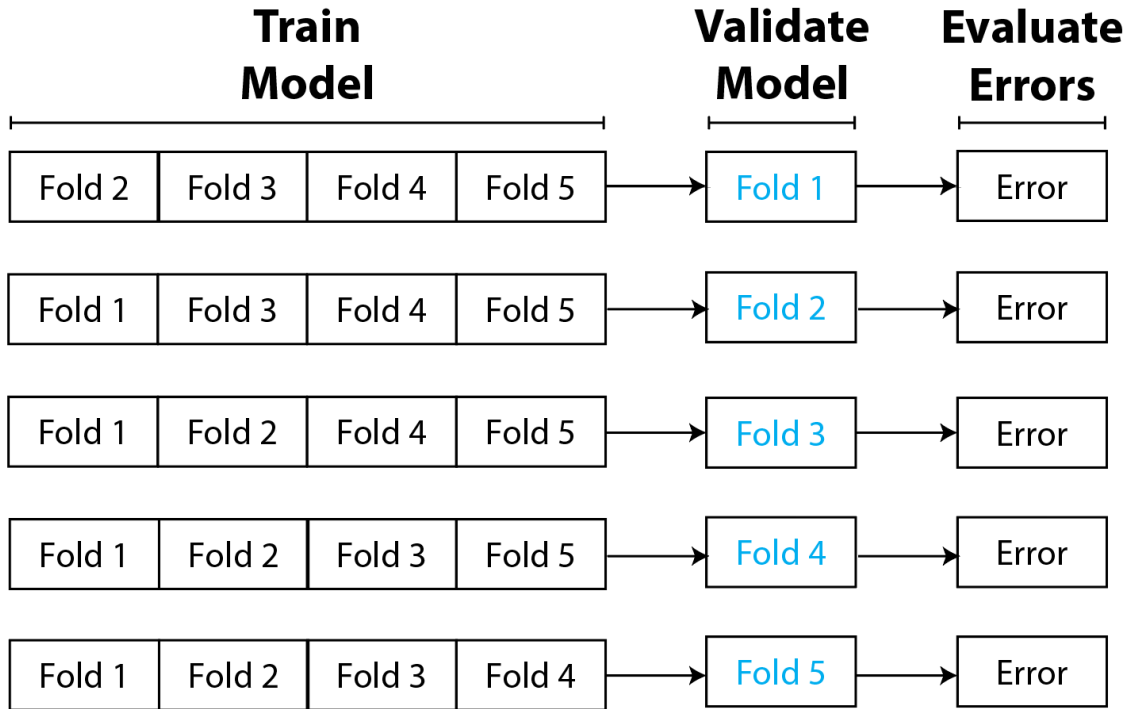 Train
Model
Validate
Model
Evaluate
Errors
Fold 2 Fold 3 Fold 4 Fold 5 Fold 1 Error
Fold 1 Fold 3 Fold 4 Fold 5 Fold 2 Error
Fold 1 Fold 2 Fold 4 Fold 5 Fold 3 Error
Fold 1 Fold 2 Fold 3 Fold 5 Fold 4 Error
Fold 1 Fold 2 Fold 3 Fold 4 Fold 5 Error